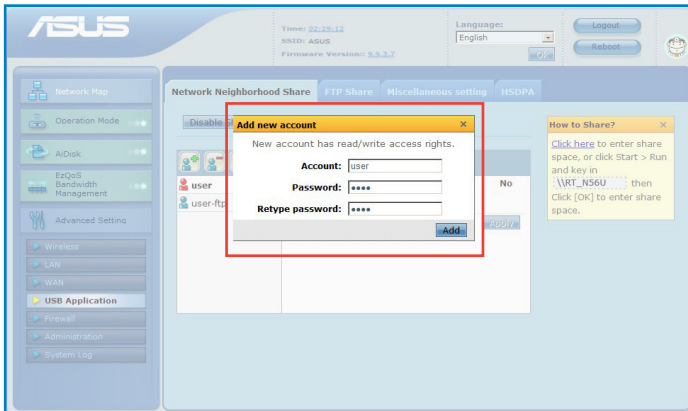 ASUS
Time: 02:29:12
SSID: ASUS
Firmware Version: 9.9.2.7
Language:
English
OK
Logout
Reboot
Network Map
Operation Mode
AiDisk
EzQoS
Bandwidth
Management
Advanced Setting
Wireless
LAN
WAN
USB Application
Firewall
Administration
System Log
Network Neighborhood Share
FTP Share
Miscellaneous setting
HSDPA
Disable
Add new account ×
New account has read/write access rights.
Account: user
Password: ●●●●
Retype password: ●●●●
Add
user
user-ftp
No
Apply
How to Share? ×
Click here to enter share
space, or click Start > Run
and key in
\\RT_N56U then
Click [OK] to enter share
space.